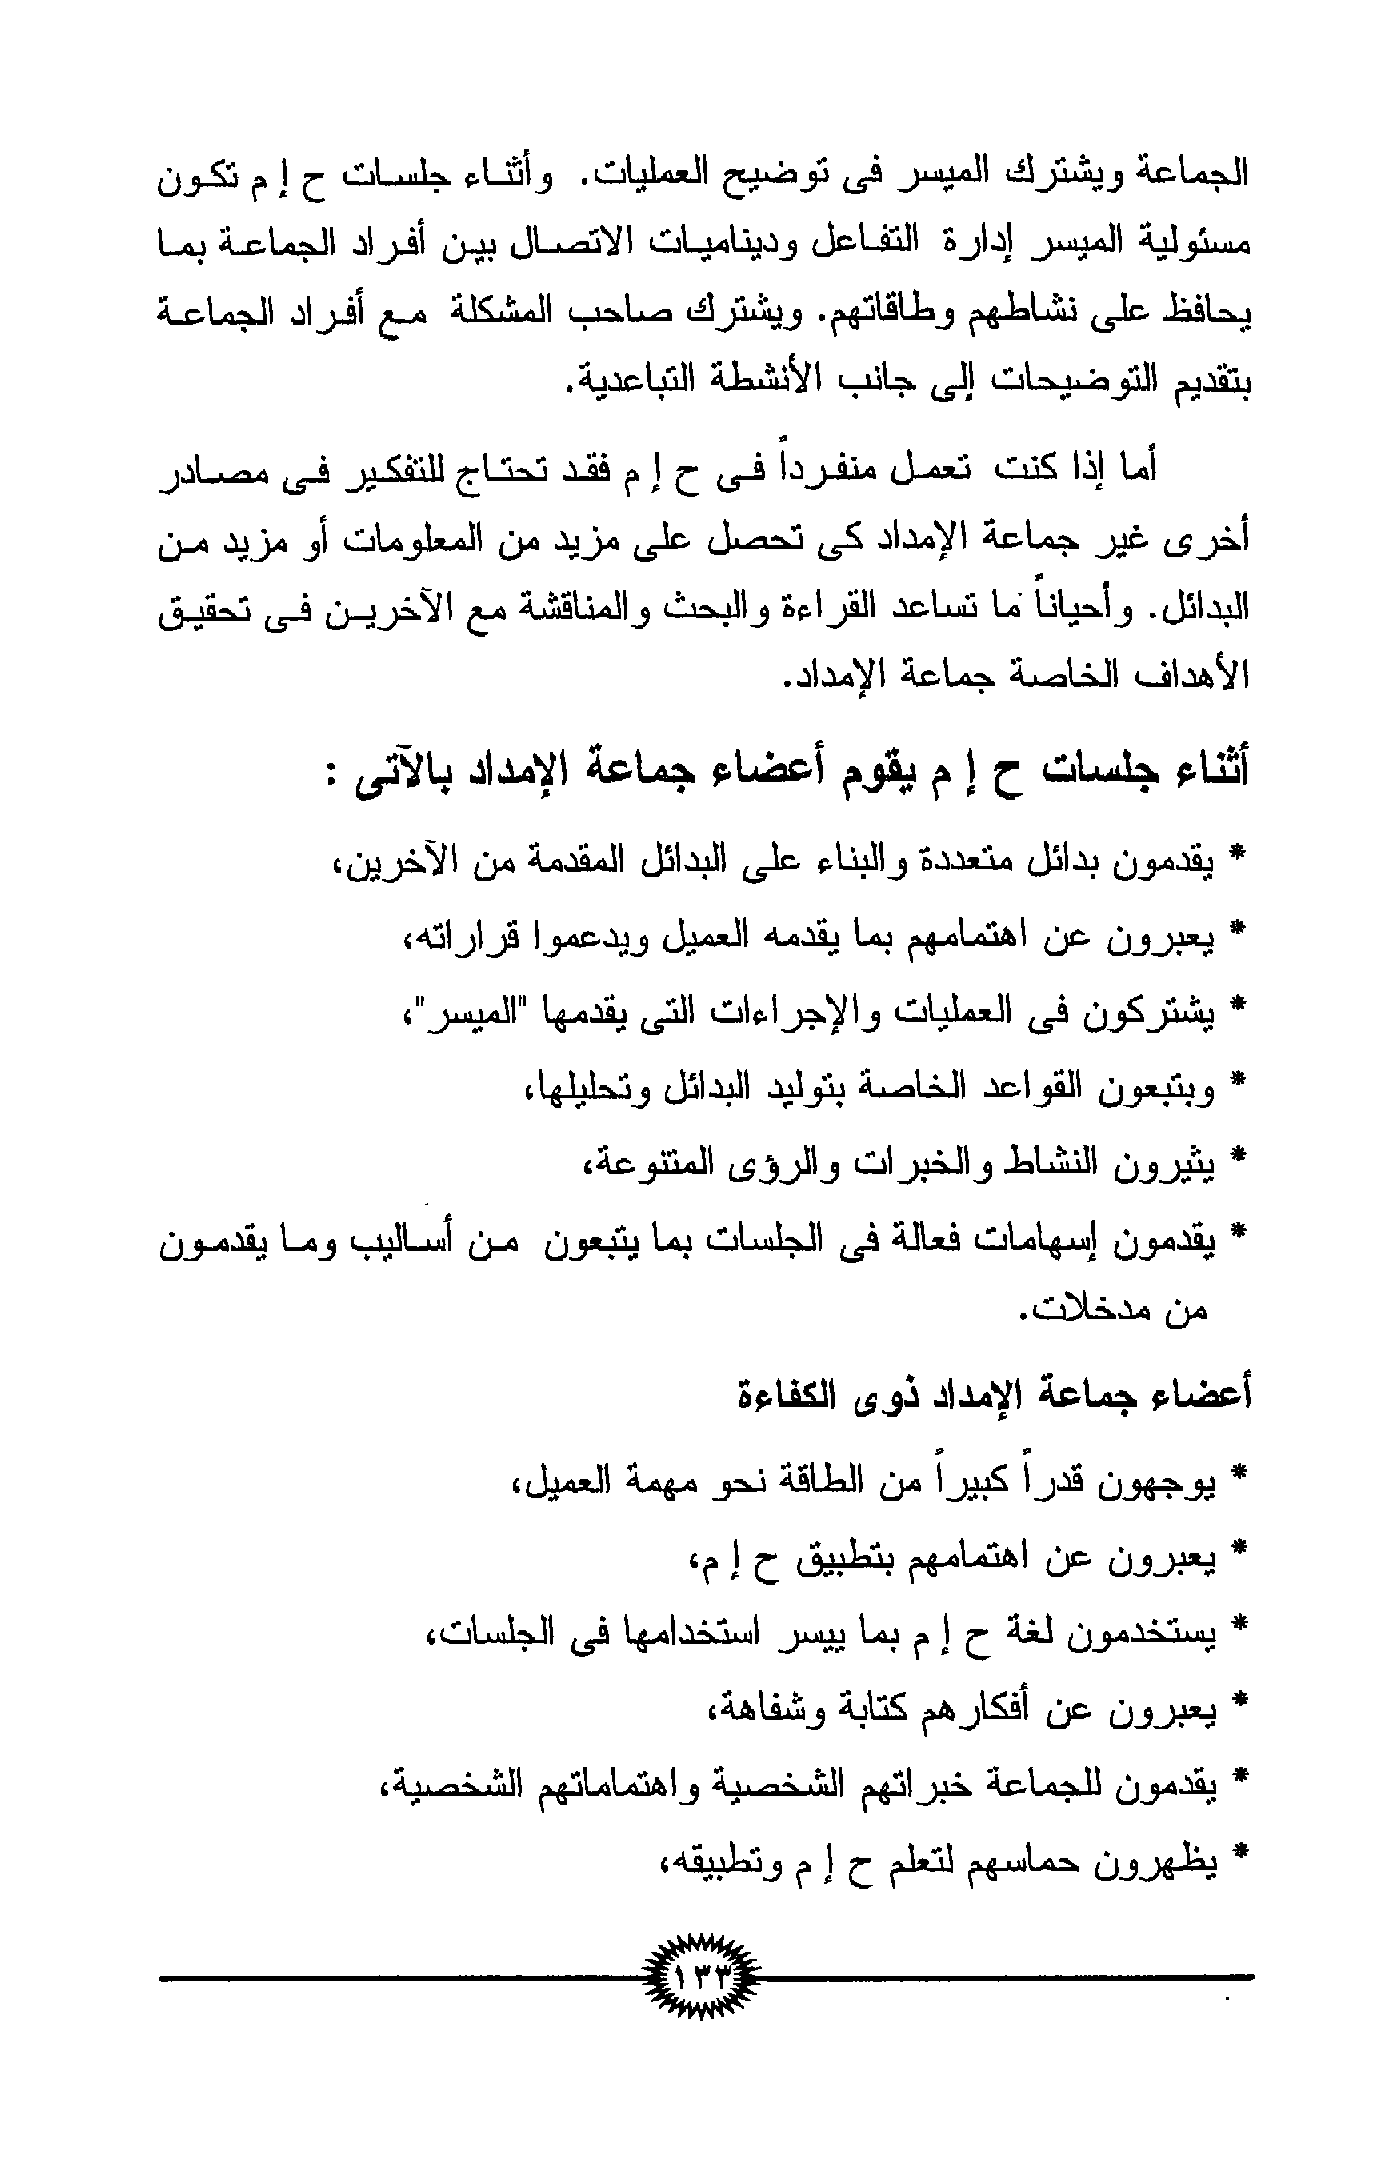 الجماعة ويشترك الميسر فى توضيح العمليات. وأثناء جلسات ح إ م تكون
مسئولية الميسر إدارة التفاعل وديناميات الاتصال بين أفراد الجماعة بما
يحافظ على نشاطهم وطاقاتهم. ويشترك صاحب المشكلة مع أفراد الجماعة
بتقديم التوضيحات إلى جانب الأنشطة التباعدية.
أما إذا كنت تعمل منفرداً فى ح إ م فقد تحتاج للتفكير فى مصادر
أخرى غير جماعة الإمداد كى تحصل على مزيد من المعلومات أو مزيد من
البدائل. وأحياناً ما تساعد القراءة والبحث والمناقشة مع الآخرين فى تحقيق
الأهداف الخاصة جماعة الإمداد.
أثناء جلسات ح إ م يقوم أعضاء جماعة الإمداد بالآتى :
* يقدمون بدائل متعددة والبناء على البدائل المقدمة من الآخرين،
* يعبرون عن اهتمامهم بما يقدمه العميل ويدعموا قراراته،
* يشتركون فى العمليات والإجراءات التى يقدمها "الميسر"،
* ويتبعون القواعد الخاصة بتوليد البدائل وتحليلها،
* يثيرون النشاط والخبرات والرؤى المتنوعة،
* يقدمون إسهامات فعالة فى الجلسات بما يتبعون من أساليب وما يقدمون
من مدخلات.
أعضاء جماعة الإمداد ذوى الكفاءة
* يوجهون قدراً كبيراً من الطاقة نحو مهمة العميل،
* يعبرون عن اهتمامهم بتطبيق ح إ م،
* يستخدمون لغة ح إ م بما ييسر استخدامها فى الجلسات،
* يعبرون عن أفكارهم كتابة وشفاهة،
* يقدمون للجماعة خبراتهم الشخصية واهتماماتهم الشخصية،
* يظهرون حماسهم لتعلم ح إ م وتطبيقه،
١٣٣